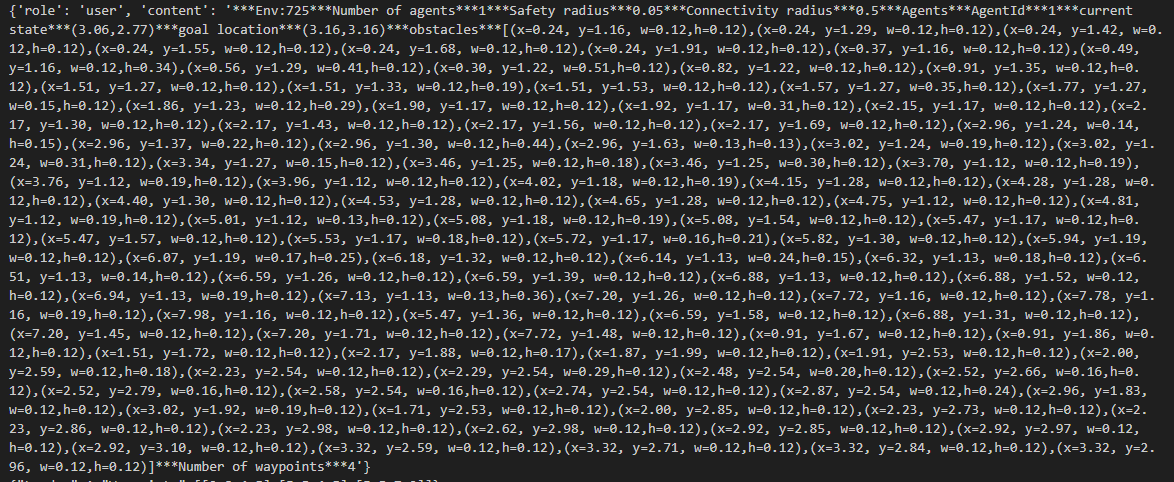 {'role': 'user', 'content': '***Env:725***Number of agents***1***Safety radius***0.05***Connectivity radius***0.5***Agents***AgentId***1***current
state***(3.06,2.77)***goal location***(3.16,3.16)***obstacles***[(x=0.24, y=1.16, w=0.12,h=0.12),(x=0.24, y=1.29, w=0.12,h=0.12),(x=0.24, y=1.42, w=0.
12,h=0.12),(x=0.24, y=1.55, w=0.12,h=0.12),(x=0.24, y=1.68, w=0.12,h=0.12),(x=0.24, y=1.91, w=0.12,h=0.12),(x=0.37, y=1.16, w=0.12,h=0.12),(x=0.49,
y=1.16, w=0.12,h=0.34),(x=0.56, y=1.29, w=0.41,h=0.12),(x=0.30, y=1.22, w=0.51,h=0.12),(x=0.82, y=1.22, w=0.12,h=0.12),(x=0.91, y=1.35, w=0.12,h=0.
12),(x=1.51, y=1.27, w=0.12,h=0.12),(x=1.51, y=1.33, w=0.12,h=0.19),(x=1.51, y=1.53, w=0.12,h=0.12),(x=1.57, y=1.27, w=0.35,h=0.12),(x=1.77, y=1.27,
w=0.15,h=0.12),(x=1.86, y=1.23, w=0.12,h=0.29),(x=1.90, y=1.17, w=0.12,h=0.12),(x=1.92, y=1.17, w=0.31,h=0.12),(x=2.15, y=1.17, w=0.12,h=0.12),(x=2.
17, y=1.30, w=0.12,h=0.12),(x=2.17, y=1.43, w=0.12,h=0.12),(x=2.17, y=1.56, w=0.12,h=0.12),(x=2.17, y=1.69, w=0.12,h=0.12),(x=2.96, y=1.24, w=0.14,
h=0.15),(x=2.96, y=1.37, w=0.22,h=0.12),(x=2.96, y=1.30, w=0.12,h=0.44),(x=2.96, y=1.63, w=0.13,h=0.13),(x=3.02, y=1.24, w=0.19,h=0.12),(x=3.02, y=1.
24, w=0.31,h=0.12),(x=3.34, y=1.27, w=0.15,h=0.12),(x=3.46, y=1.25, w=0.12,h=0.18),(x=3.46, y=1.25, w=0.30,h=0.12),(x=3.70, y=1.12, w=0.12,h=0.19),
(x=3.76, y=1.12, w=0.19,h=0.12),(x=3.96, y=1.12, w=0.12,h=0.12),(x=4.02, y=1.18, w=0.12,h=0.19),(x=4.15, y=1.28, w=0.12,h=0.12),(x=4.28, y=1.28, w=0.
12,h=0.12),(x=4.40, y=1.30, w=0.12,h=0.12),(x=4.53, y=1.28, w=0.12,h=0.12),(x=4.65, y=1.28, w=0.12,h=0.12),(x=4.75, y=1.12, w=0.12,h=0.12),(x=4.81,
y=1.12, w=0.19,h=0.12),(x=5.01, y=1.12, w=0.13,h=0.12),(x=5.08, y=1.18, w=0.12,h=0.19),(x=5.08, y=1.54, w=0.12,h=0.12),(x=5.47, y=1.17, w=0.12,h=0.
12),(x=5.47, y=1.57, w=0.12,h=0.12),(x=5.53, y=1.17, w=0.18,h=0.12),(x=5.72, y=1.17, w=0.16,h=0.21),(x=5.82, y=1.30, w=0.12,h=0.12),(x=5.94, y=1.19,
w=0.12,h=0.12),(x=6.07, y=1.19, w=0.17,h=0.25),(x=6.18, y=1.32, w=0.12,h=0.12),(x=6.14, y=1.13, w=0.24,h=0.15),(x=6.32, y=1.13, w=0.18,h=0.12),(x=6.
51, y=1.13, w=0.14,h=0.12),(x=6.59, y=1.26, w=0.12,h=0.12),(x=6.59, y=1.39, w=0.12,h=0.12),(x=6.88, y=1.13, w=0.12,h=0.12),(x=6.88, y=1.52, w=0.12,
h=0.12),(x=6.94, y=1.13, w=0.19,h=0.12),(x=7.13, y=1.13, w=0.13,h=0.36),(x=7.20, y=1.26, w=0.12,h=0.12),(x=7.72, y=1.16, w=0.12,h=0.12),(x=7.78, y=1.
16, w=0.19,h=0.12),(x=7.98, y=1.16, w=0.12,h=0.12),(x=5.47, y=1.36, w=0.12,h=0.12),(x=6.59, y=1.58, w=0.12,h=0.12),(x=6.88, y=1.31, w=0.12,h=0.12),
(x=7.20, y=1.45, w=0.12,h=0.12),(x=7.20, y=1.71, w=0.12,h=0.12),(x=7.72, y=1.48, w=0.12,h=0.12),(x=0.91, y=1.67, w=0.12,h=0.12),(x=0.91, y=1.86, w=0.
12,h=0.12),(x=1.51, y=1.72, w=0.12,h=0.12),(x=2.17, y=1.88, w=0.12,h=0.17),(x=1.87, y=1.99, w=0.12,h=0.12),(x=1.91, y=2.53, w=0.12,h=0.12),(x=2.00,
y=2.59, w=0.12,h=0.18),(x=2.23, y=2.54, w=0.12,h=0.12),(x=2.29, y=2.54, w=0.29,h=0.12),(x=2.48, y=2.54, w=0.20,h=0.12),(x=2.52, y=2.66, w=0.16,h=0.
12),(x=2.52, y=2.79, w=0.16,h=0.12),(x=2.58, y=2.54, w=0.16,h=0.12),(x=2.74, y=2.54, w=0.12,h=0.12),(x=2.87, y=2.54, w=0.12,h=0.24),(x=2.96, y=1.83,
w=0.12,h=0.12),(x=3.02, y=1.92, w=0.19,h=0.12),(x=1.71, y=2.53, w=0.12,h=0.12),(x=2.00, y=2.85, w=0.12,h=0.12),(x=2.23, y=2.73, w=0.12,h=0.12),(x=2.
23, y=2.86, w=0.12,h=0.12),(x=2.23, y=2.98, w=0.12,h=0.12),(x=2.62, y=2.98, w=0.12,h=0.12),(x=2.92, y=2.85, w=0.12,h=0.12),(x=2.92, y=2.97, w=0.12,
h=0.12),(x=2.92, y=3.10, w=0.12,h=0.12),(x=3.32, y=2.59, w=0.12,h=0.12),(x=3.32, y=2.71, w=0.12,h=0.12),(x=3.32, y=2.84, w=0.12,h=0.12),(x=3.32, y=2.
96, w=0.12,h=0.12)]***Number of waypoints***4'}